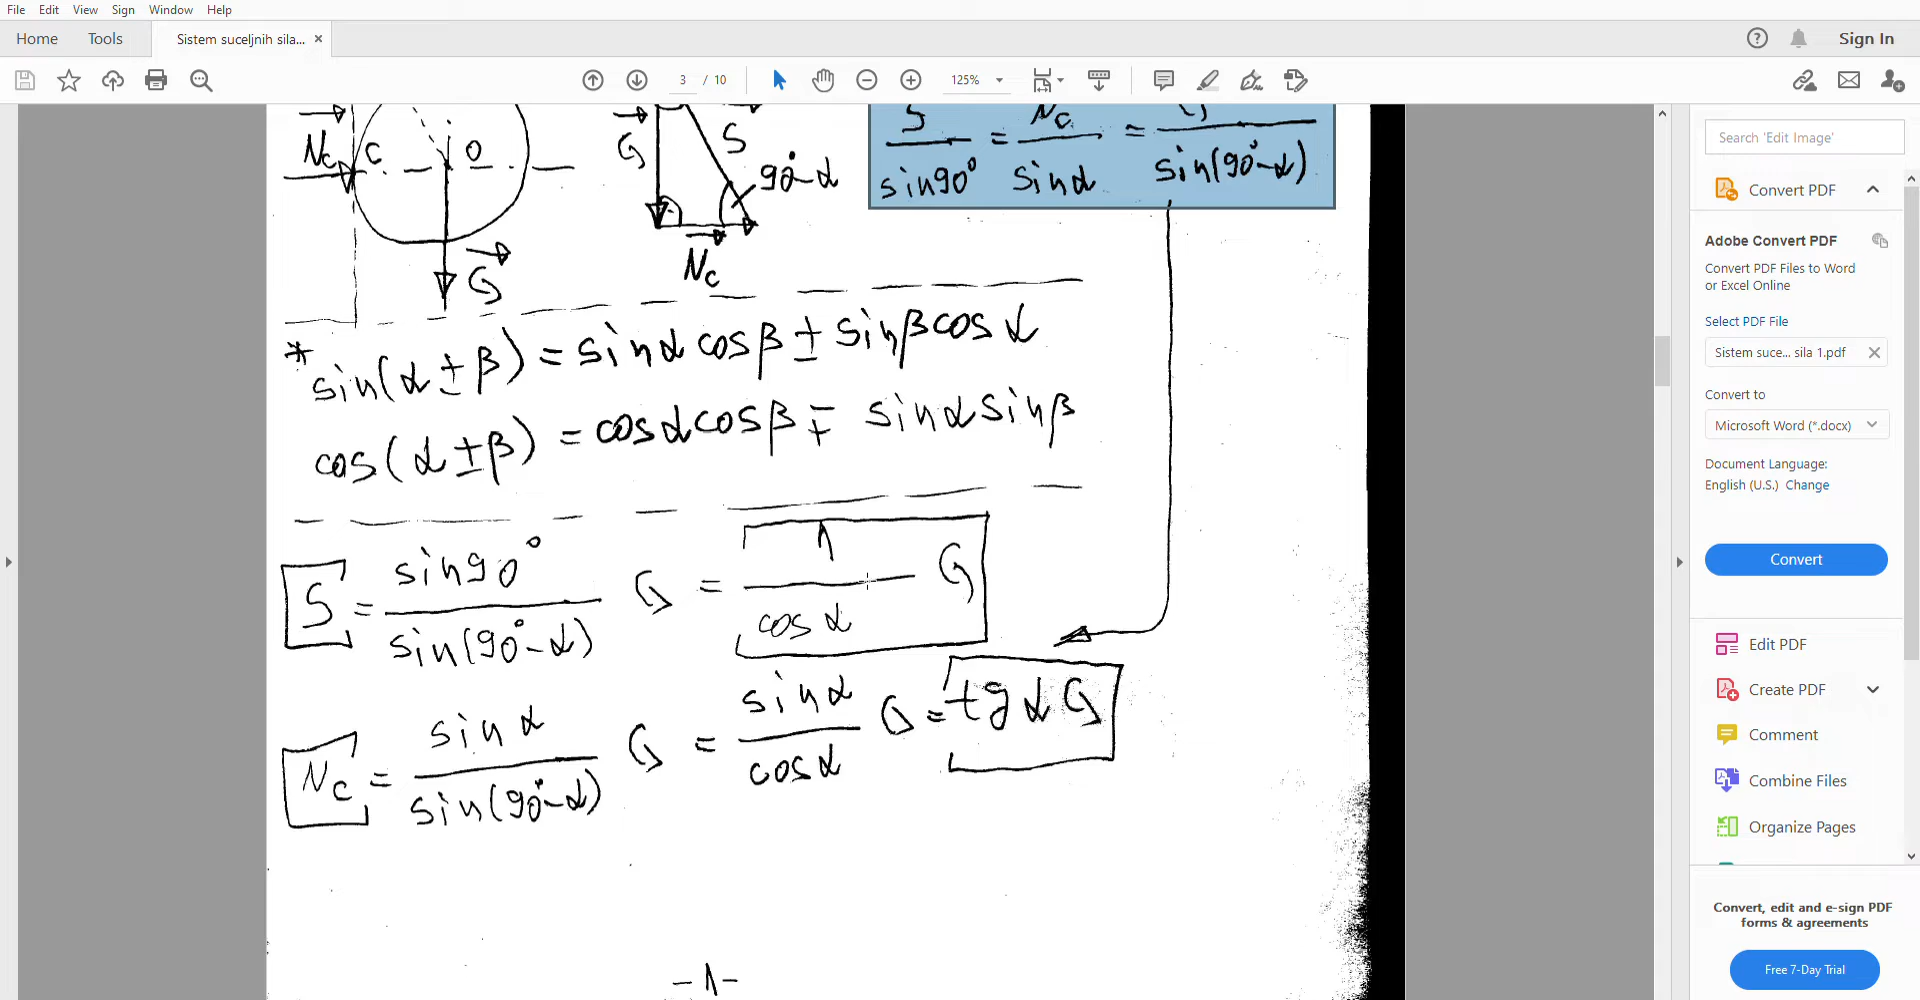 File Edit View Sign Window Help
Home Tools Sistem suceljnih sila... ×
Sign In
3 / 10
125%
Nc C O
G S 90°-α
S/sin90° = Nc/sinα = G/sin(90°-α)
G
Nc
* sin(α ± β) = sinα cosβ ± sinβ cos α
cos(α ± β) = cosα cosβ ∓ sinα sinβ
S = sin90°/sin(90°-α) G = 1/cos α G
Nc = sin α/sin(90°-α) G = sinα/cosα G = tg α G
- 1 -
Search 'Edit Image'
Convert PDF
Adobe Convert PDF
Convert PDF Files to Word
or Excel Online
Select PDF File
Sistem suce... sila 1.pdf
Convert to
Microsoft Word (*.docx)
Document Language:
English (U.S.) Change
Convert
Edit PDF
Create PDF
Comment
Combine Files
Organize Pages
Convert, edit and e-sign PDF
forms & agreements
Free 7-Day Trial